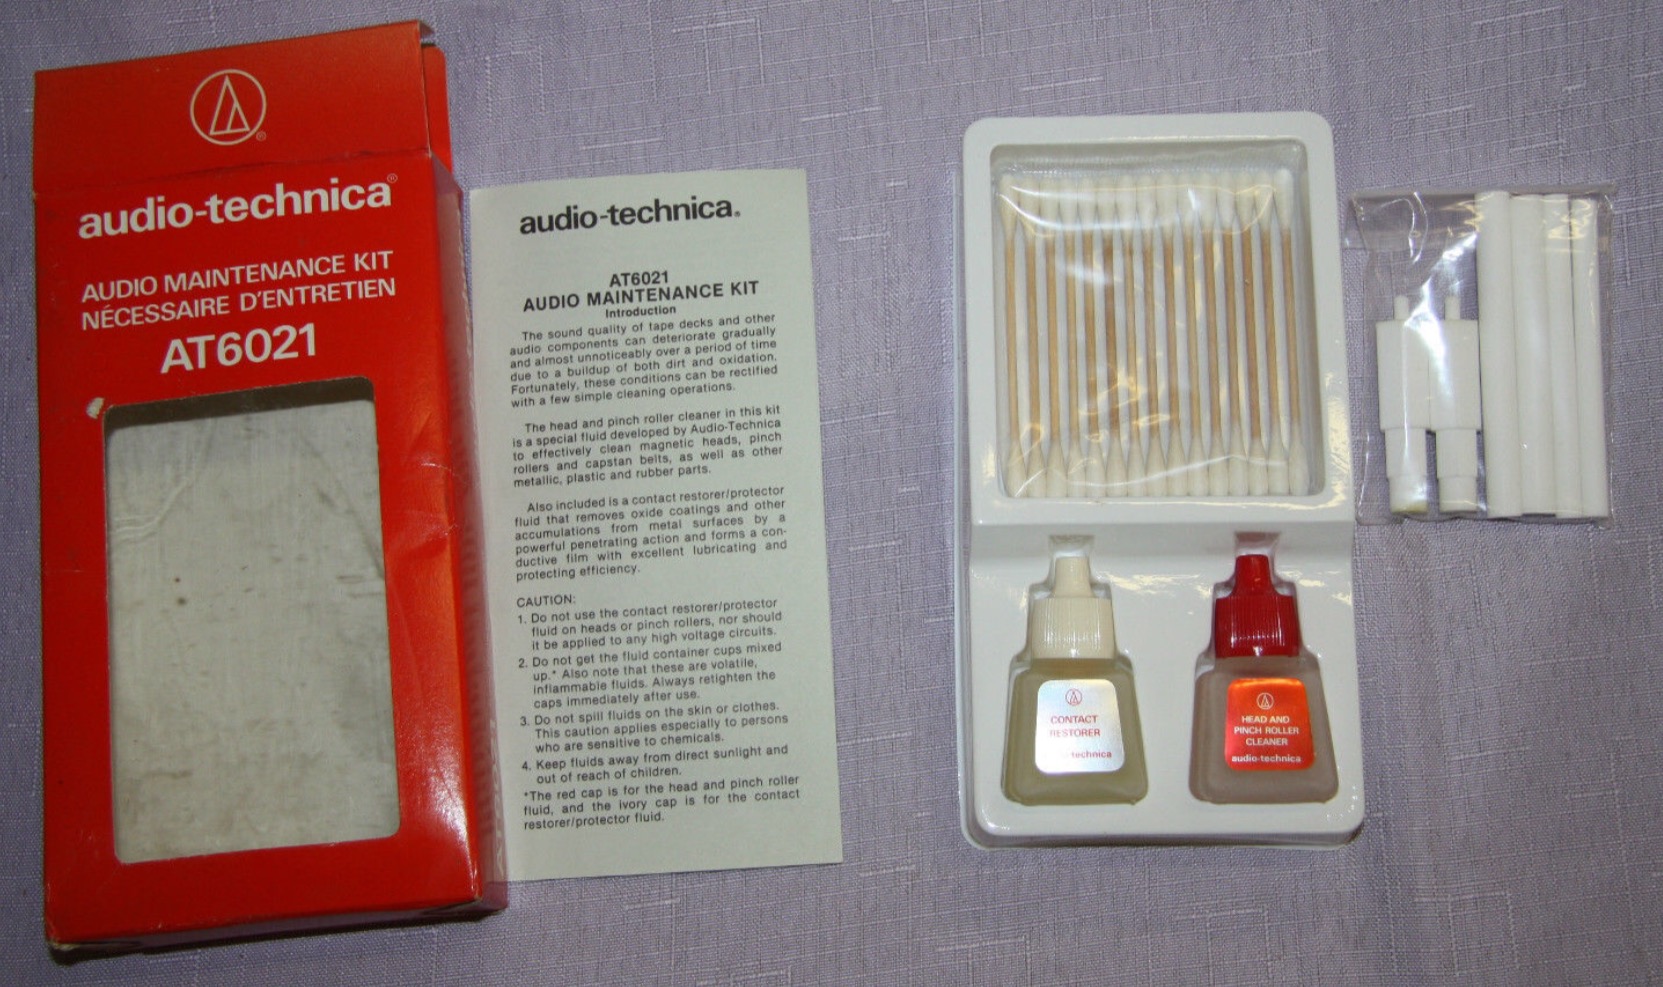 audio-technica®
AUDIO MAINTENANCE KIT
NÉCESSAIRE D'ENTRETIEN
AT6021
audio-technica®
AT6021
AUDIO MAINTENANCE KIT
Introduction
The sound quality of tape decks and other
audio components can deteriorate gradually
and almost unnoticeably over a period of time
due to a buildup of both dirt and oxidation.
Fortunately, these conditions can be rectified
with a few simple cleaning operations.
The head and pinch roller cleaner in this kit
is a special fluid developed by Audio-Technica
to effectively clean magnetic heads, pinch
rollers and capstan belts, as well as other
metallic, plastic and rubber parts.
Also included is a contact restorer/protector
fluid that removes oxide coatings and other
accumulations from metal surfaces by a
powerful penetrating action and forms a con-
ductive film with excellent lubricating and
protecting efficiency.
CAUTION:
1. Do not use the contact restorer/protector
fluid on heads or pinch rollers, nor should
it be applied to any high voltage circuits.
2. Do not get the fluid container cups mixed
up.* Also note that these are volatile,
inflammable fluids. Always retighten the
caps immediately after use.
3. Do not spill fluids on the skin or clothes.
This caution applies especially to persons
who are sensitive to chemicals.
4. Keep fluids away from direct sunlight and
out of reach of children.
*The red cap is for the head and pinch roller
fluid, and the ivory cap is for the contact
restorer/protector fluid.
CONTACT
RESTORER
technica
HEAD AND
PINCH ROLLER
CLEANER
audio-technica